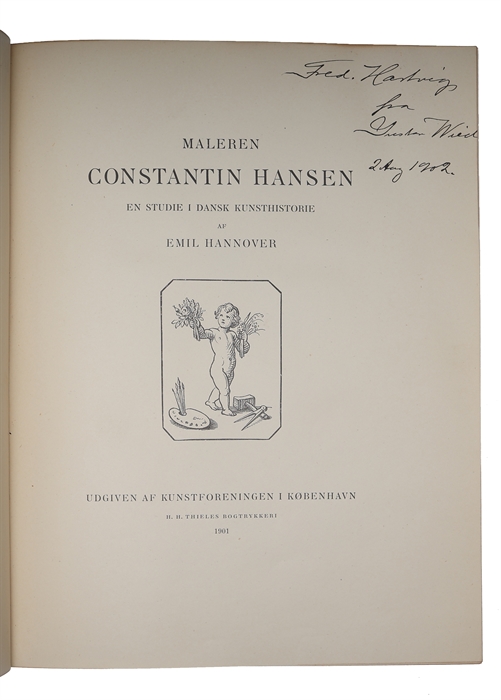 Fred. Hartvig
fra
Gustav Wied
2 Aug 1902.
MALEREN
CONSTANTIN HANSEN
EN STUDIE I DANSK KUNSTHISTORIE
AF
EMIL HANNOVER
UDGIVEN AF KUNSTFORENINGEN I KØBENHAVN
H. H. THIELES BOGTRYKKERI
1901